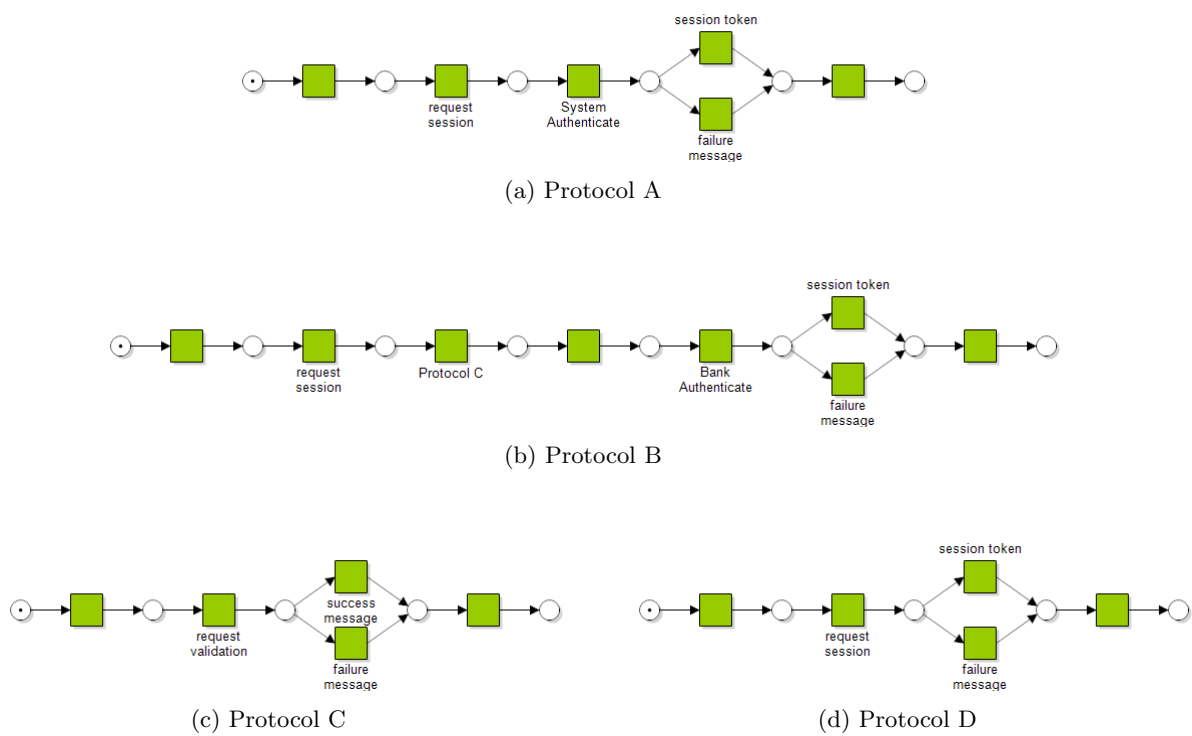 session token
request
session
System
Authenticate
failure
message
(a) Protocol A
session token
request
session
Protocol C
Bank
Authenticate
failure
message
(b) Protocol B
success
message
request
validation
failure
message
(c) Protocol C
session token
request
session
failure
message
(d) Protocol D